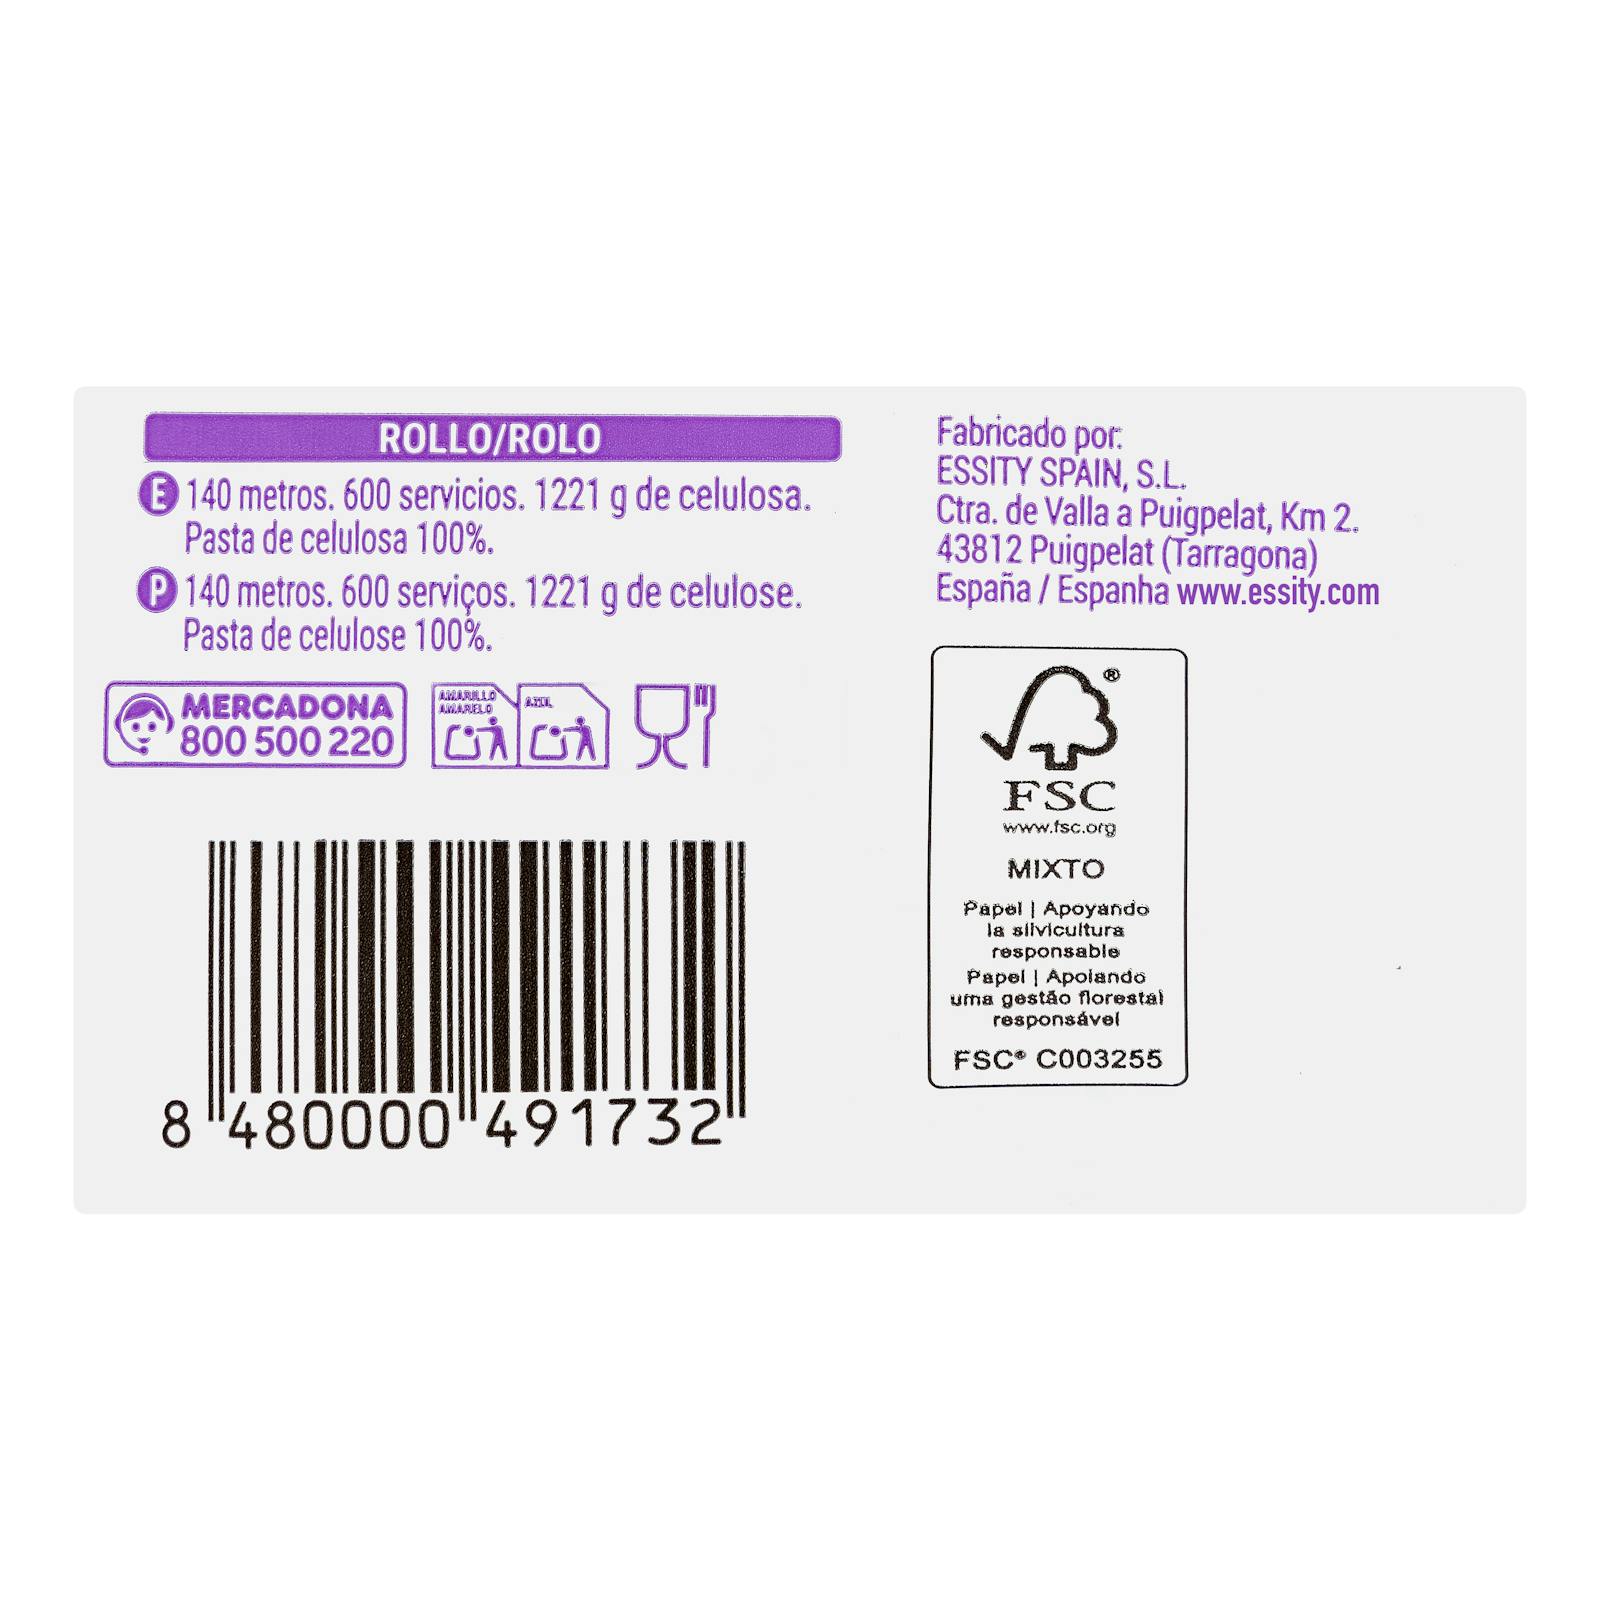 ROLLO/ROLO
E 140 metros. 600 servicios. 1221 g de celulosa.
Pasta de celulosa 100%.
P 140 metros. 600 serviços. 1221 g de celulose.
Pasta de celulose 100%.
MERCADONA
800 500 220
AMARILLO
AMARELO
AZUL
8 480000 491732
Fabricado por:
ESSITY SPAIN, S.L.
Ctra. de Valla a Puigpelat, Km 2.
43812 Puigpelat (Tarragona)
España / Espanha www.essity.com
®
FSC
www.fsc.org
MIXTO
Papel | Apoyando
la silvicultura
responsable
Papel | Apoiando
uma gestão florestal
responsável
FSC® C003255